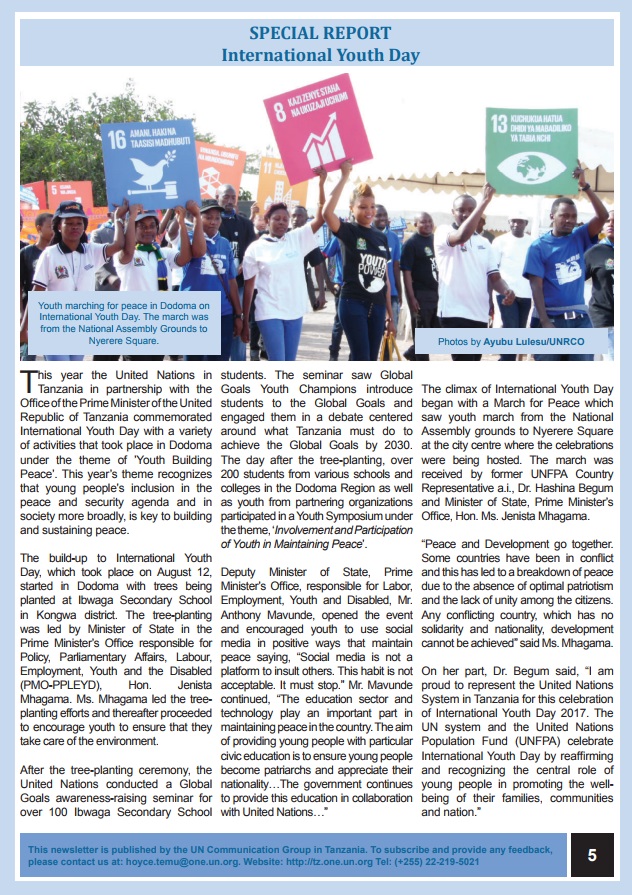 SPECIAL REPORT
International Youth Day
16 AMANI, HAKI NA
TAASISI MADHUBUTI
8 KAZI ZENYE STAHA
NA UKUZAJI UCHUMI
13 KUCHUKUA HATUA
DHIDI YA MABADILIKO
YA TABIA NCHI
5
11
YOUTH
POWER
Youth marching for peace in Dodoma on
International Youth Day. The march was
from the National Assembly Grounds to
Nyerere Square.
Photos by Ayubu Lulesu/UNRCO
This year the United Nations in
Tanzania in partnership with the
Office of the Prime Minister of the United
Republic of Tanzania commemorated
International Youth Day with a variety
of activities that took place in Dodoma
under the theme of 'Youth Building
Peace'. This year's theme recognizes
that young people's inclusion in the
peace and security agenda and in
society more broadly, is key to building
and sustaining peace.
The build-up to International Youth
Day, which took place on August 12,
started in Dodoma with trees being
planted at Ibwaga Secondary School
in Kongwa district. The tree-planting
was led by Minister of State in the
Prime Minister's Office responsible for
Policy, Parliamentary Affairs, Labour,
Employment, Youth and the Disabled
(PMO-PPLEYD), Hon. Jenista
Mhagama. Ms. Mhagama led the tree-
planting efforts and thereafter proceeded
to encourage youth to ensure that they
take care of the environment.
After the tree-planting ceremony, the
United Nations conducted a Global
Goals awareness-raising seminar for
over 100 Ibwaga Secondary School
students. The seminar saw Global
Goals Youth Champions introduce
students to the Global Goals and
engaged them in a debate centered
around what Tanzania must do to
achieve the Global Goals by 2030.
The day after the tree-planting, over
200 students from various schools and
colleges in the Dodoma Region as well
as youth from partnering organizations
participated in a Youth Symposium under
the theme, 'Involvement and Participation
of Youth in Maintaining Peace'.
Deputy Minister of State, Prime
Minister's Office, responsible for Labor,
Employment, Youth and Disabled, Mr.
Anthony Mavunde, opened the event
and encouraged youth to use social
media in positive ways that maintain
peace saying, “Social media is not a
platform to insult others. This habit is not
acceptable. It must stop.” Mr. Mavunde
continued, “The education sector and
technology play an important part in
maintaining peace in the country. The aim
of providing young people with particular
civic education is to ensure young people
become patriarchs and appreciate their
nationality…The government continues
to provide this education in collaboration
with United Nations…”
The climax of International Youth Day
began with a March for Peace which
saw youth march from the National
Assembly grounds to Nyerere Square
at the city centre where the celebrations
were being hosted. The march was
received by former UNFPA Country
Representative a.i., Dr. Hashina Begum
and Minister of State, Prime Minister's
Office, Hon. Ms. Jenista Mhagama.
“Peace and Development go together.
Some countries have been in conflict
and this has led to a breakdown of peace
due to the absence of optimal patriotism
and the lack of unity among the citizens.
Any conflicting country, which has no
solidarity and nationality, development
cannot be achieved” said Ms. Mhagama.
On her part, Dr. Begum said, “I am
proud to represent the United Nations
System in Tanzania for this celebration
of International Youth Day 2017. The
UN system and the United Nations
Population Fund (UNFPA) celebrate
International Youth Day by reaffirming
and recognizing the central role of
young people in promoting the well-
being of their families, communities
and nation.”
This newsletter is published by the UN Communication Group in Tanzania. To subscribe and provide any feedback,
please contact us at: hoyce.temu@one.un.org. Website: http://tz.one.un.org Tel: (+255) 22-219-5021
5